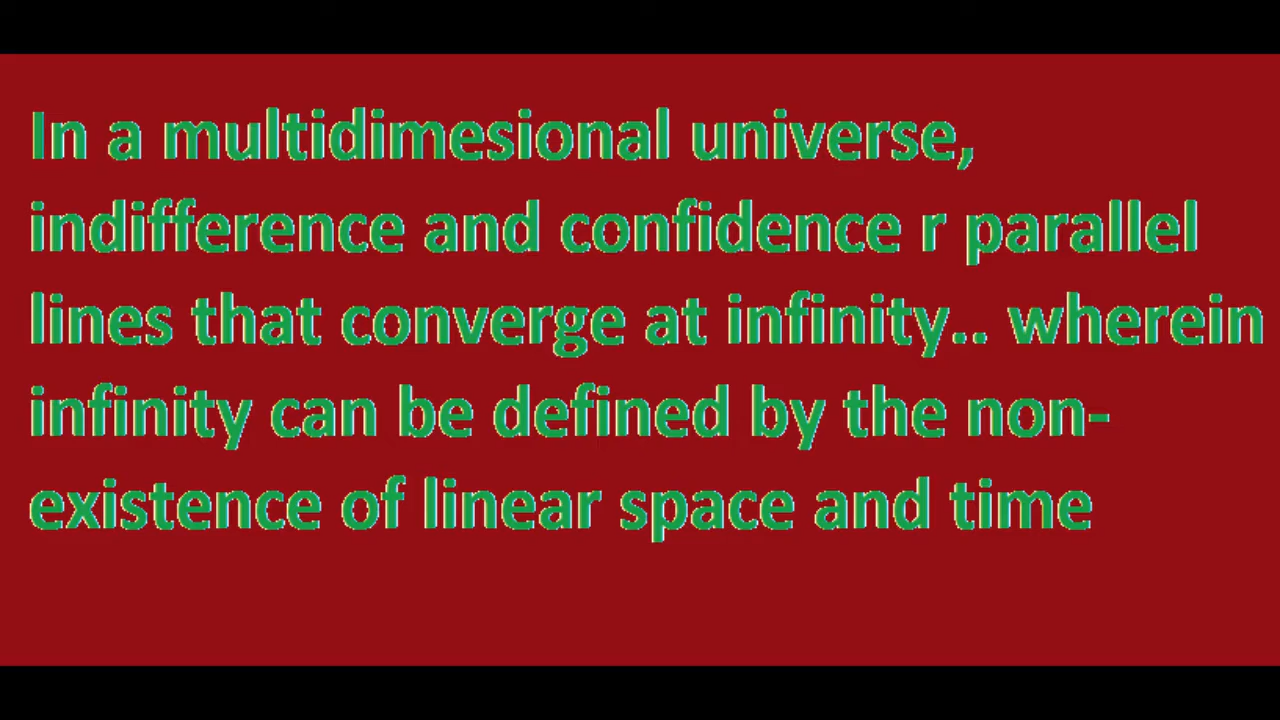 In a multidimesional universe,
indifference and confidence r parallel
lines that converge at infinity.. wherein
infinity can be defined by the non-
existence of linear space and time